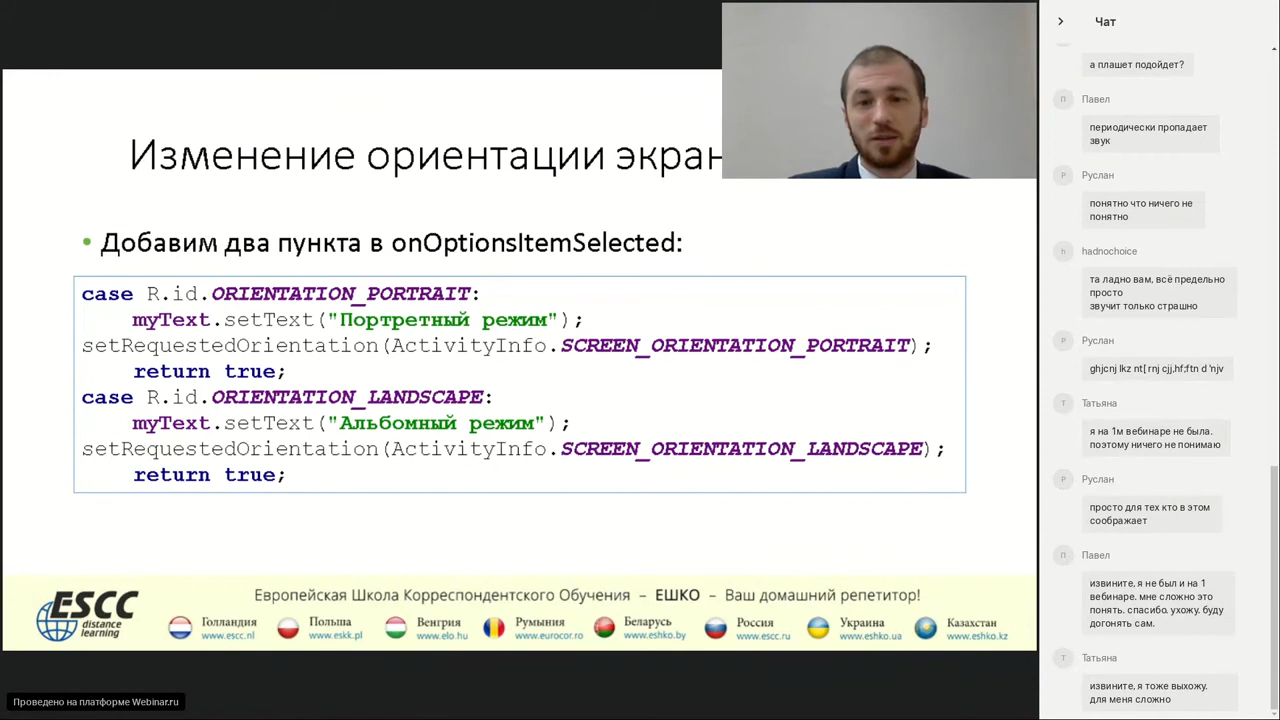 Изменение ориентации экран
• Добавим два пункта в onOptionsItemSelected:
case R.id.ORIENTATION_PORTRAIT:
myText.setText("Портретный режим");
setRequestedOrientation(ActivityInfo.SCREEN_ORIENTATION_PORTRAIT);
return true;
case R.id.ORIENTATION_LANDSCAPE:
myText.setText("Альбомный режим");
setRequestedOrientation(ActivityInfo.SCREEN_ORIENTATION_LANDSCAPE);
return true;
ESCC
distance
learning
Европейская Школа Корреспондентского Обучения – ЕШКО – Ваш домашний репетитор!
Голландия
www.escc.nl
Польша
www.eskk.pl
Венгрия
www.elo.hu
Румыния
www.eurocor.ro
Беларусь
www.eshko.by
Россия
www.escc.ru
Украина
www.eshko.ua
Казахстан
www.eshko.kz
Проведено на платформе Webinar.ru
Чат
а плашет подойдет?
П
Павел
периодически пропадает
звук
Р
Руслан
понятно что ничего не
понятно
h
hadnochoice
та ладно вам, всё предельно
просто
звучит только страшно
Р
Руслан
ghjcnj lkz nt[ rnj cjj,hf;ftn d 'njv
Т
Татьяна
я на 1м вебинаре не была.
поэтому ничего не понимаю
Р
Руслан
просто для тех кто в этом
соображает
П
Павел
извините, я не был и на 1
вебинаре. мне сложно это
понять. спасибо. ухожу. буду
догонять сам.
Т
Татьяна
извините, я тоже выхожу.
для меня сложно